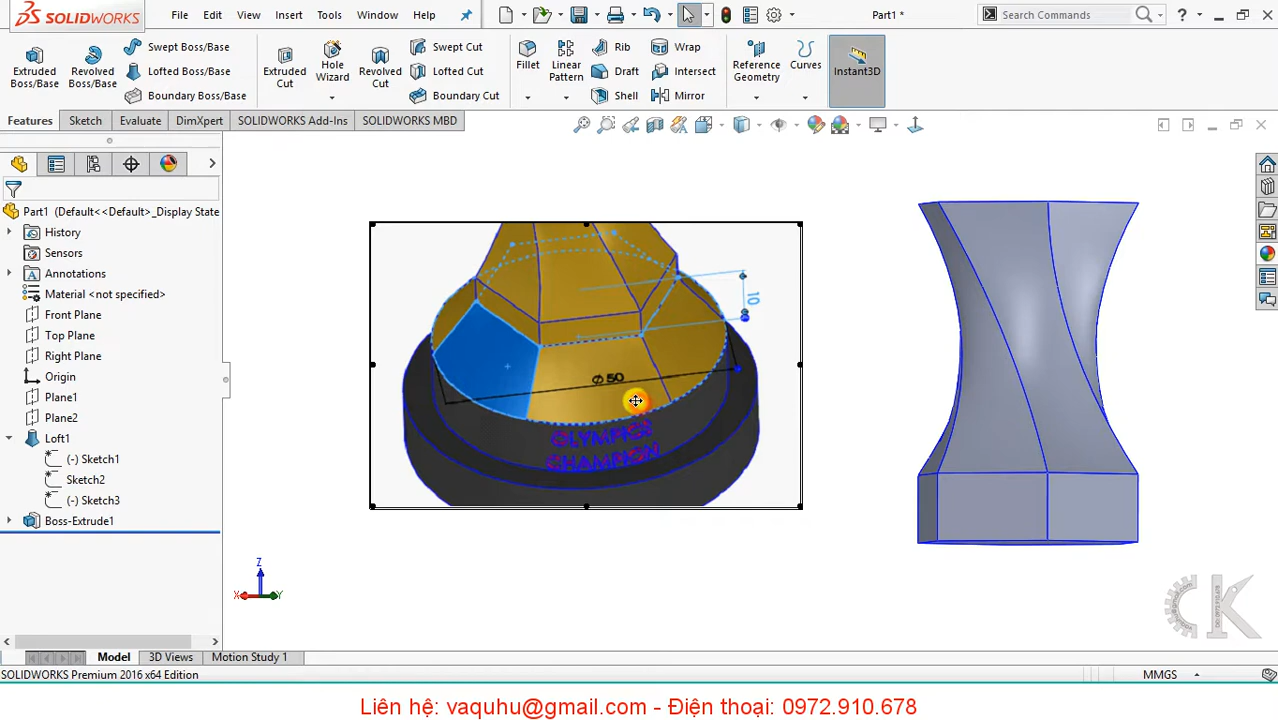 SOLIDWORKS File Edit View Insert Tools Window Help Part1 * Search Commands
Extruded Boss/Base Revolved Boss/Base Swept Boss/Base Lofted Boss/Base Boundary Boss/Base Extruded Cut Hole Wizard Revolved Cut Swept Cut Lofted Cut Boundary Cut Fillet Linear Pattern Rib Draft Shell Wrap Intersect Mirror Reference Geometry Curves Instant3D
Features Sketch Evaluate DimXpert SOLIDWORKS Add-Ins SOLIDWORKS MBD
Part1 (Default<<Default>_Display State
History
Sensors
Annotations
Material <not specified>
Front Plane
Top Plane
Right Plane
Origin
Plane1
Plane2
Loft1
(-) Sketch1
Sketch2
(-) Sketch3
Boss-Extrude1
10
Φ 50
OLYMPICS
CHAMPION
Z
X
Y
CK
Model 3D Views Motion Study 1
SOLIDWORKS Premium 2016 x64 Edition MMGS
Liên hệ: vaquhu@gmail.com - Điện thoại: 0972.910.678